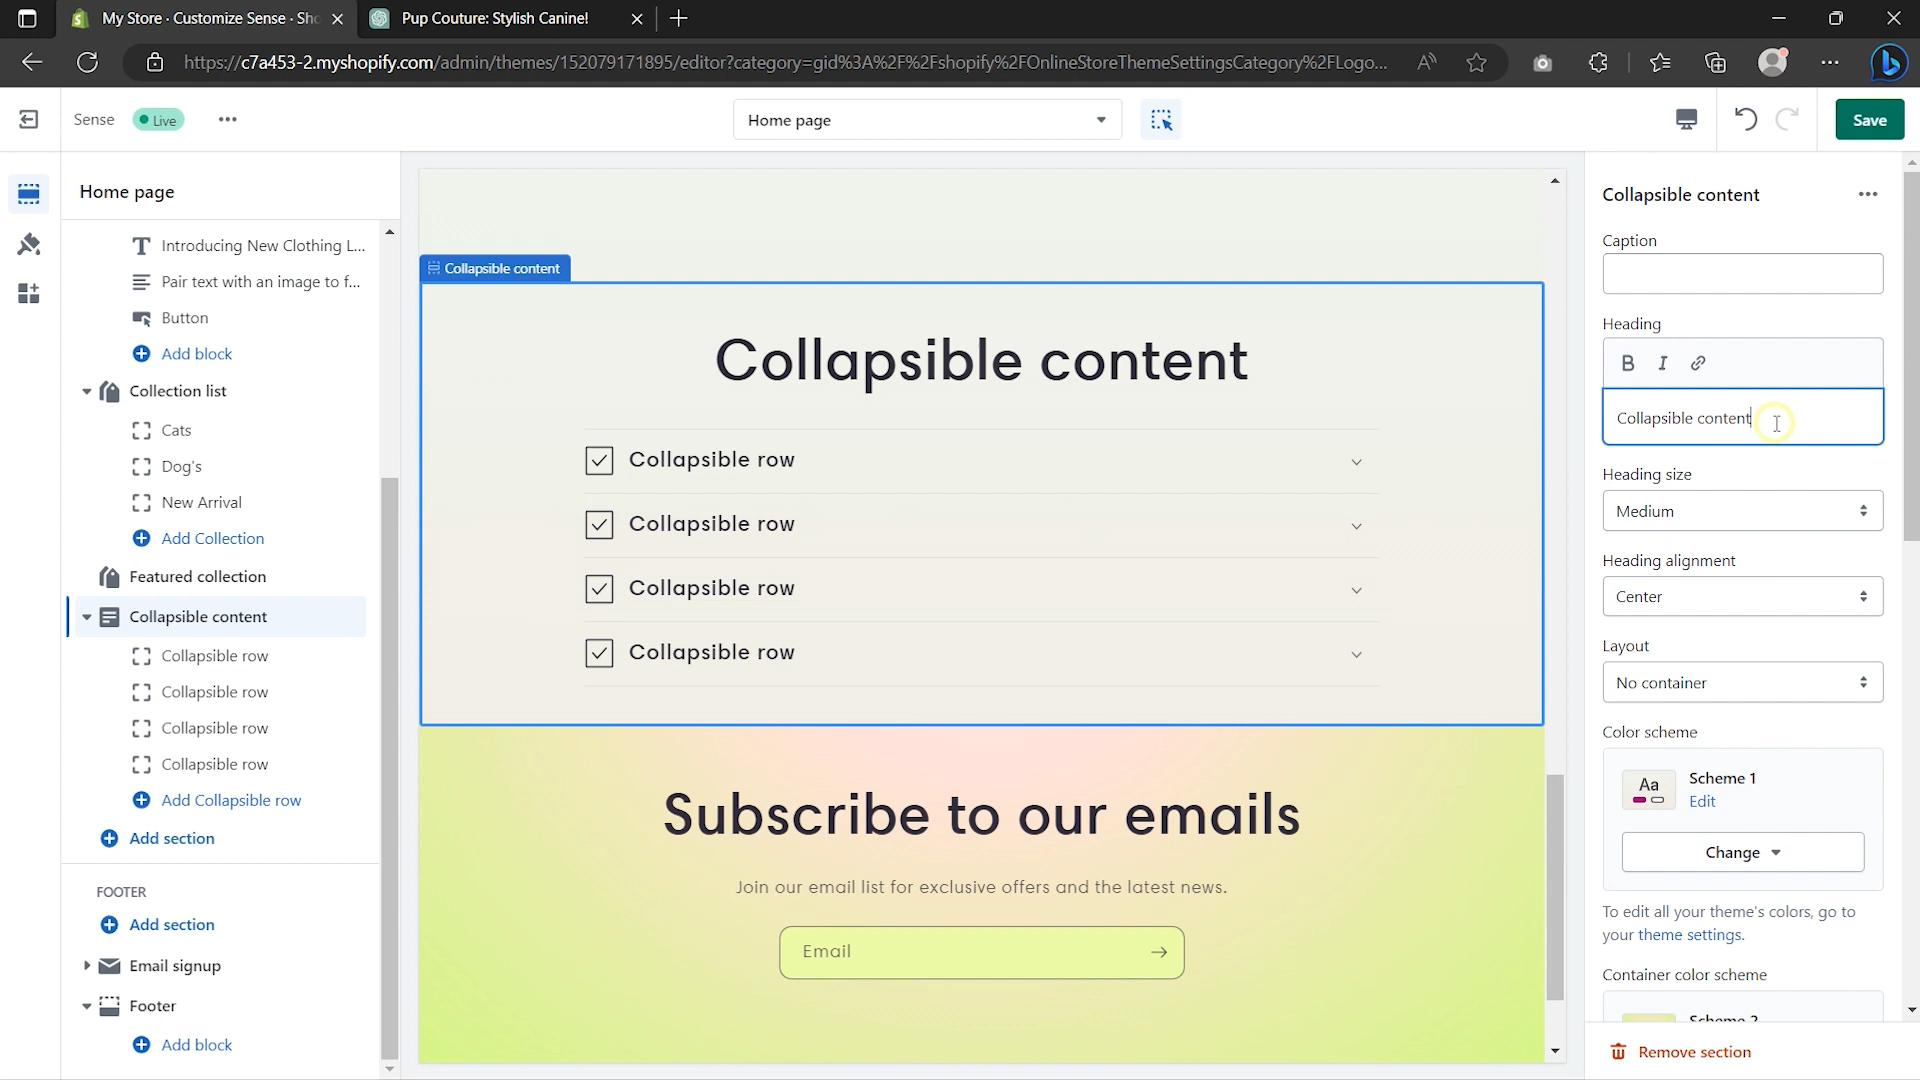 My Store · Customize Sense · Sho
Pup Couture: Stylish Canine!
https://c7a453-2.myshopify.com/admin/themes/152079171895/editor?category=gid%3A%2F%2Fshopify%2FOnlineStoreThemeSettingsCategory%2FLogo...
Sense
Live
Home page
Save
Home page
Introducing New Clothing L...
Pair text with an image to f...
Button
Add block
Collection list
Cats
Dog's
New Arrival
Add Collection
Featured collection
Collapsible content
Collapsible row
Collapsible row
Collapsible row
Collapsible row
Add Collapsible row
Add section
FOOTER
Add section
Email signup
Footer
Add block
Collapsible content
Collapsible content
Collapsible row
Collapsible row
Collapsible row
Collapsible row
Subscribe to our emails
Join our email list for exclusive offers and the latest news.
Email
Collapsible content
Caption
Heading
B I
Collapsible content
Heading size
Medium
Heading alignment
Center
Layout
No container
Color scheme
Aa
Scheme 1
Edit
Change
To edit all your theme's colors, go to
your theme settings.
Container color scheme
Scheme 2
Remove section